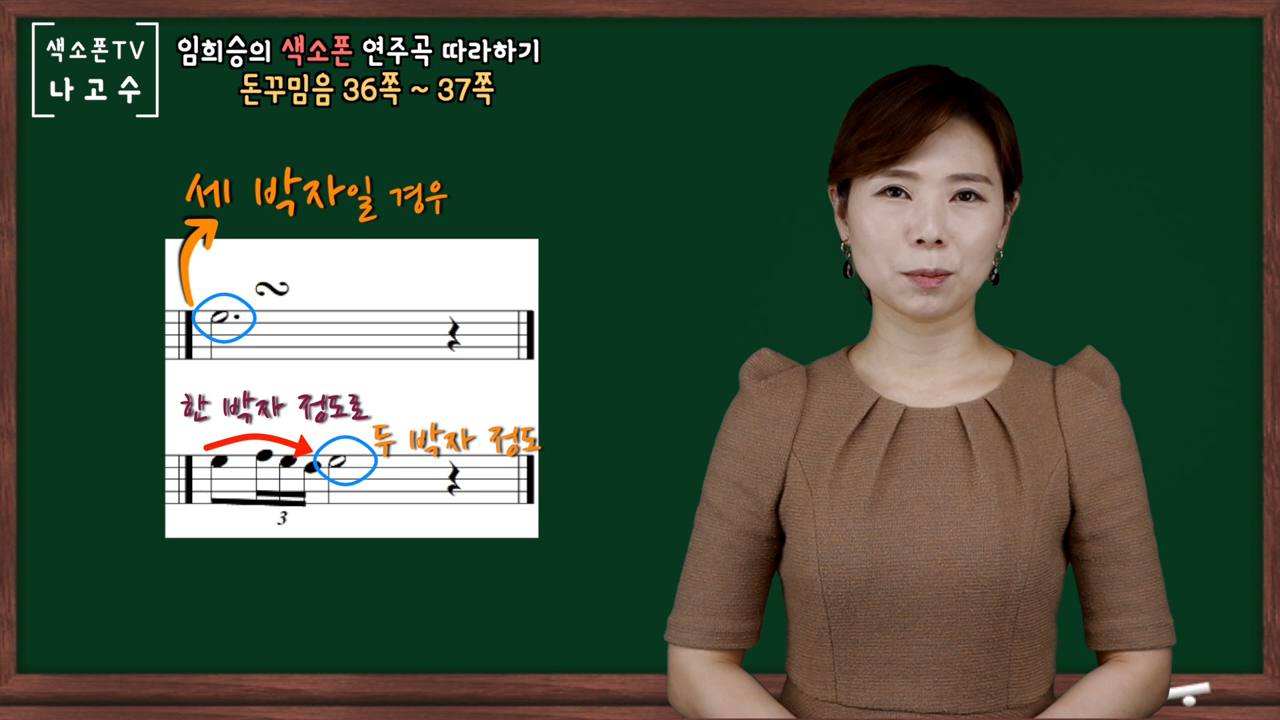 색소폰TV
나고수
임희승의 색소폰 연주곡 따라하기
돈꾸밈음 36쪽 ~ 37쪽
세 박자일 경우
한 박자 정도로
두 박자 정도
3